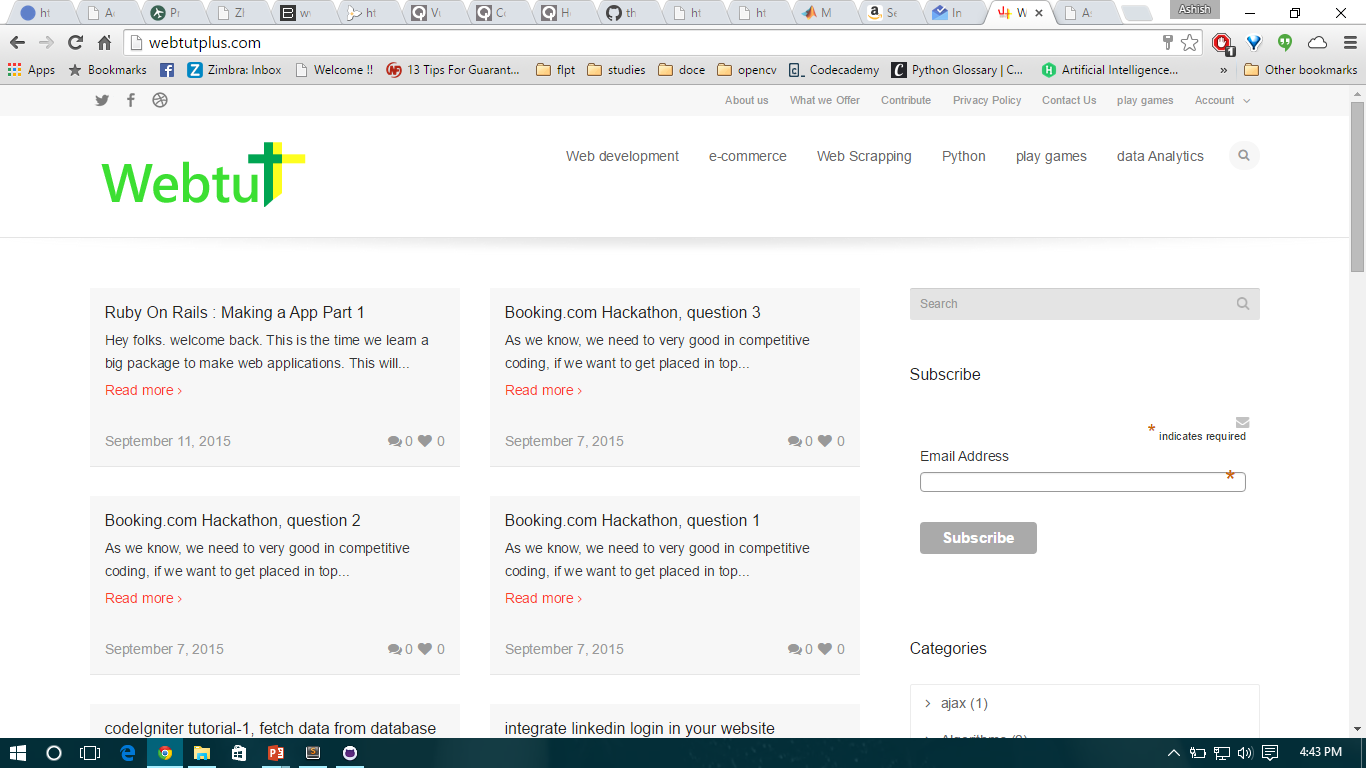 ht
Ac
Pr
Zl
we
ht
Vu
Co
Ho
th
ht
ht
M
Se
In
W
A
Ashish
webtutplus.com
Apps
Bookmarks
Zimbra: Inbox
Welcome !!
13 Tips For Guarant...
flpt
studies
doce
opencv
Codecademy
Python Glossary | C...
Artificial Intelligence...
»
Other bookmarks
About us
What we Offer
Contribute
Privacy Policy
Contact Us
play games
Account
Webtut
Web development
e-commerce
Web Scrapping
Python
play games
data Analytics
Ruby On Rails : Making a App Part 1
Hey folks. welcome back. This is the time we learn a
big package to make web applications. This will...
Read more ›
September 11, 2015
0
0
Booking.com Hackathon, question 3
As we know, we need to very good in competitive
coding, if we want to get placed in top...
Read more ›
September 7, 2015
0
0
Search
Subscribe
* indicates required
Email Address
*
Subscribe
Booking.com Hackathon, question 2
As we know, we need to very good in competitive
coding, if we want to get placed in top...
Read more ›
September 7, 2015
0
0
Booking.com Hackathon, question 1
As we know, we need to very good in competitive
coding, if we want to get placed in top...
Read more ›
September 7, 2015
0
0
Categories
ajax (1)
codeIgniter tutorial-1, fetch data from database
integrate linkedin login in your website
4:43 PM